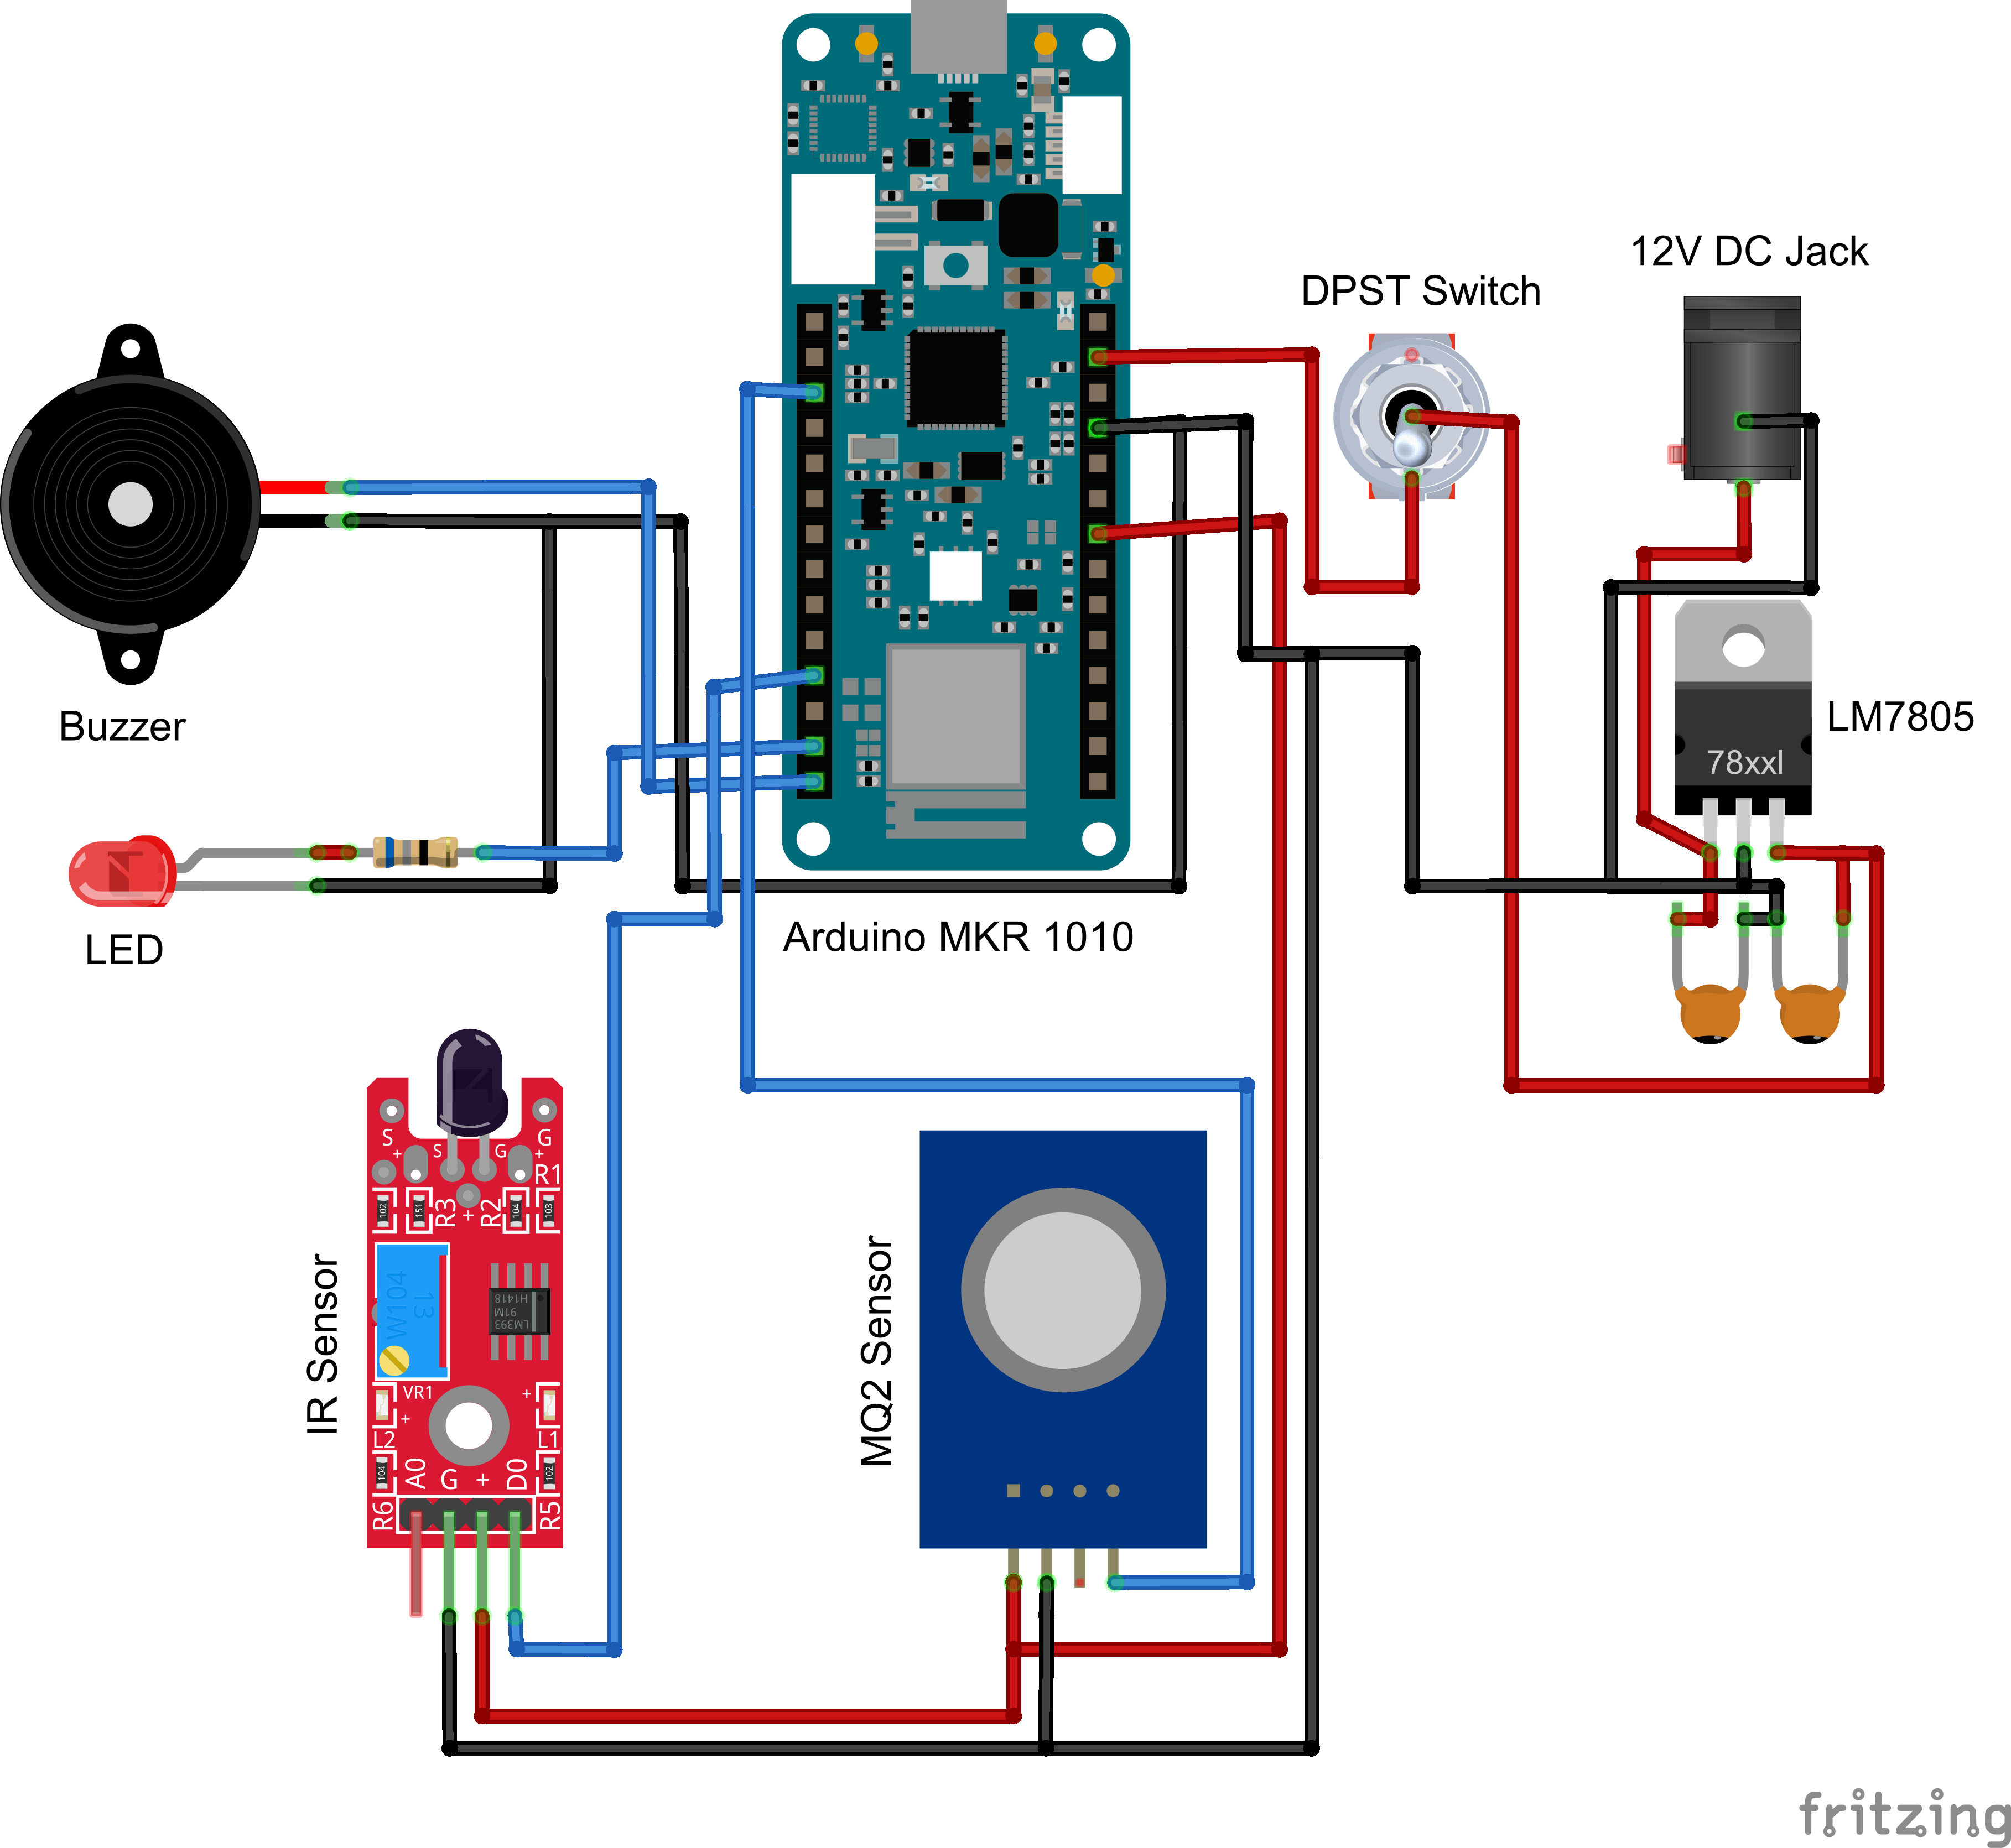 12V DC Jack
DPST Switch
LM7805
78xxl
Buzzer
LED
Arduino MKR 1010
IR Sensor
S
G
+
S
G
+
R1
102
151
R3
+
R2
104
103
W104
13
LM393
91M
H1418
VR1
+
+
L2
L1
104
A0
G
+
D0
102
R6
R5
MQ2 Sensor
fritzing